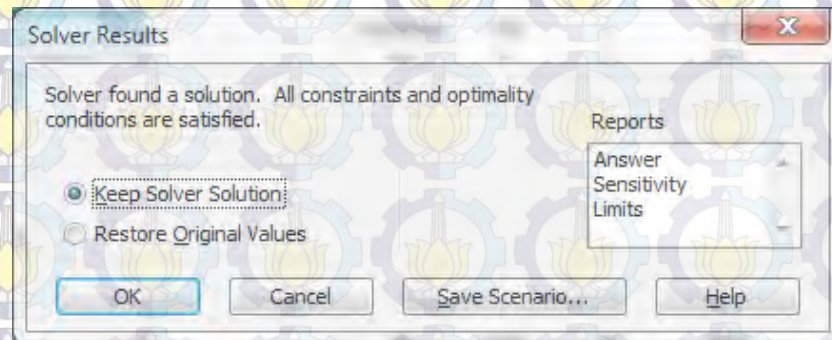 Solver Results
Solver found a solution. All constraints and optimality
conditions are satisfied.
Reports
Answer
Sensitivity
Limits
Keep Solver Solution
Restore Original Values
OK
Cancel
Save Scenario...
Help